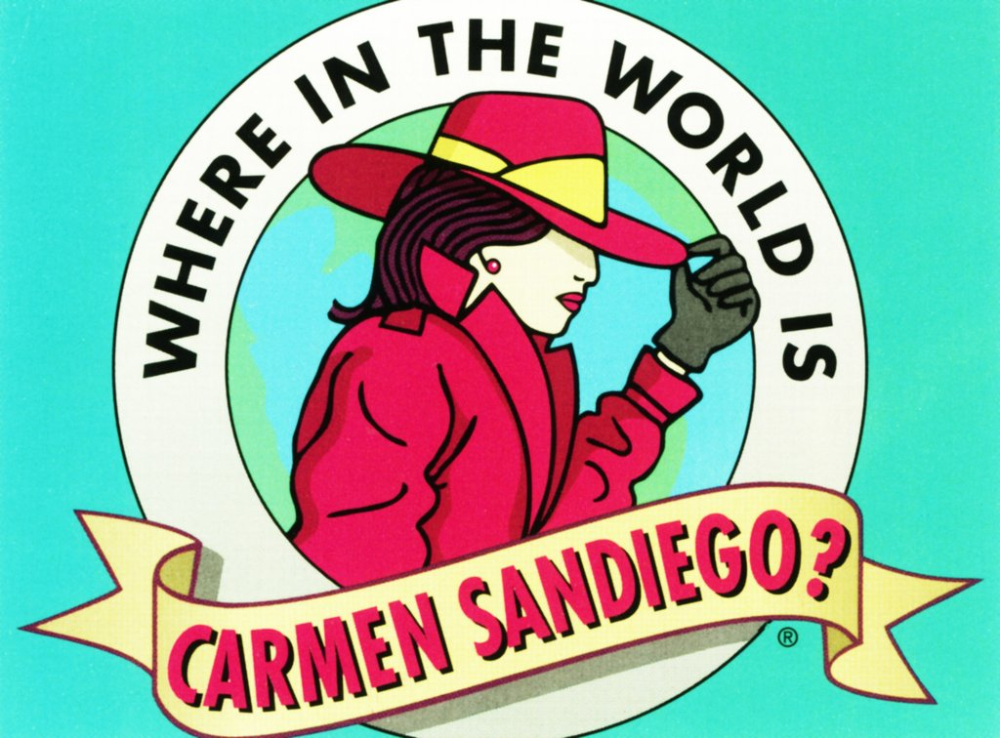 WHERE IN THE WORLD IS
CARMEN SANDIEGO?
®